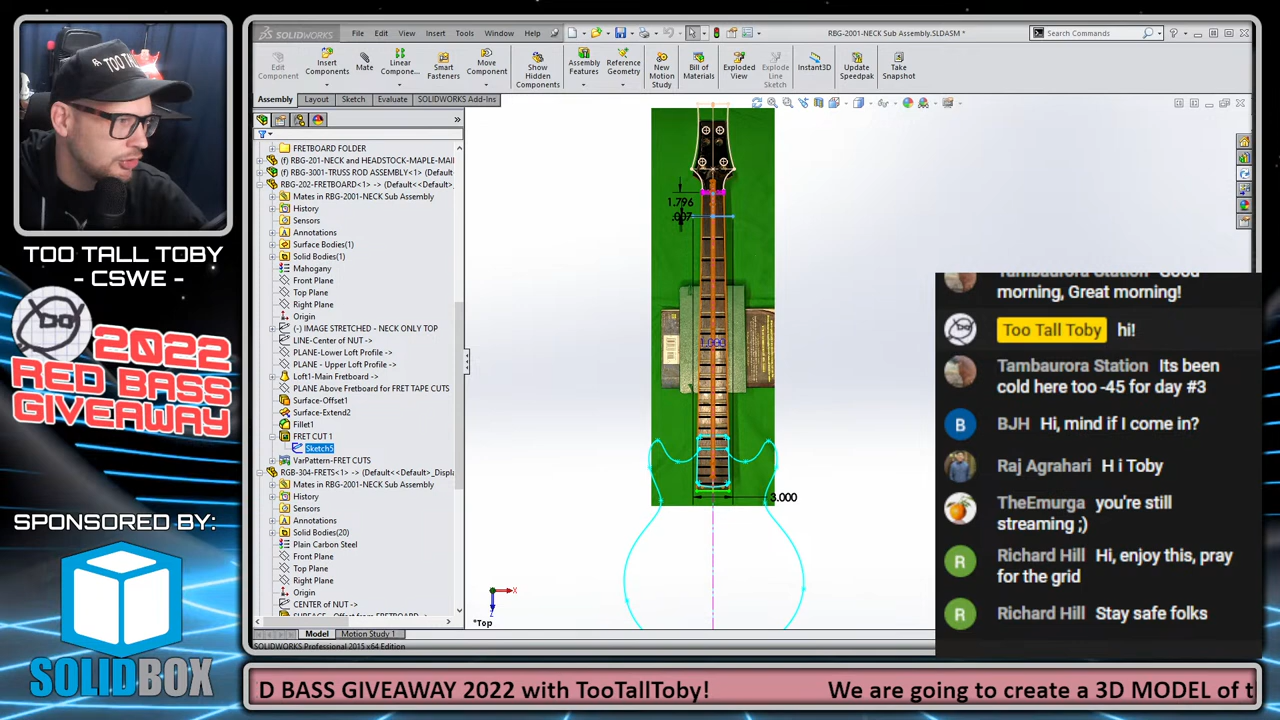 TOO TALL
TOO TALL TOBY
- CSWE -
2022
RED BASS
GIVEAWAY
SPONSORED BY:
SOLIDBOX
SOLIDWORKS
File
Edit
View
Insert
Tools
Window
Help
RBG-2001-NECK Sub Assembly.SLDASM *
Search Commands
Edit
Component
Insert
Components
Mate
Linear
Compone...
Smart
Fasteners
Move
Component
Show
Hidden
Components
Assembly
Features
Reference
Geometry
New
Motion
Study
Bill of
Materials
Exploded
View
Explode
Line
Sketch
Instant3D
Update
Speedpak
Take
Snapshot
Assembly
Layout
Sketch
Evaluate
SOLIDWORKS Add-Ins
FRETBOARD FOLDER
(f) RBG-201-NECK and HEADSTOCK-MAPLE-MAI
(f) RBG-3001-TRUSS ROD ASSEMBLY<1> (Default
RBG-202-FRETBOARD<1> -> (Default<<Default>_
Mates in RBG-2001-NECK Sub Assembly
History
Sensors
Annotations
Surface Bodies(1)
Solid Bodies(1)
Mahogany
Front Plane
Top Plane
Right Plane
Origin
(-) IMAGE STRETCHED - NECK ONLY TOP
LINE-Center of NUT ->
PLANE-Lower Loft Profile ->
PLANE - Upper Loft Profile ->
Loft1-Main Fretboard ->
PLANE Above Fretboard for FRET TAPE CUTS
Surface-Offset1
Surface-Extend2
Fillet1
FRET CUT 1
Sketch5
VarPattern-FRET CUTS
RGB-304-FRETS<1> -> (Default<<Default>_Displa
Mates in RBG-2001-NECK Sub Assembly
History
Sensors
Annotations
Solid Bodies(20)
Plain Carbon Steel
Front Plane
Top Plane
Right Plane
Origin
CENTER of NUT ->
Model
Motion Study 1
SOLIDWORKS Professional 2015 x64 Edition
1.796
.007
1.000
3.000
X
*Top
Tambaurora Station Good
morning, Great morning!
Too Tall Toby hi!
Tambaurora Station Its been
cold here too -45 for day #3
B
BJH Hi, mind if I come in?
Raj Agrahari H i Toby
TheEmurga you're still
streaming ;)
R
Richard Hill Hi, enjoy this, pray
for the grid
R
Richard Hill Stay safe folks
D BASS GIVEAWAY 2022 with TooTallToby!
We are going to create a 3D MODEL of t